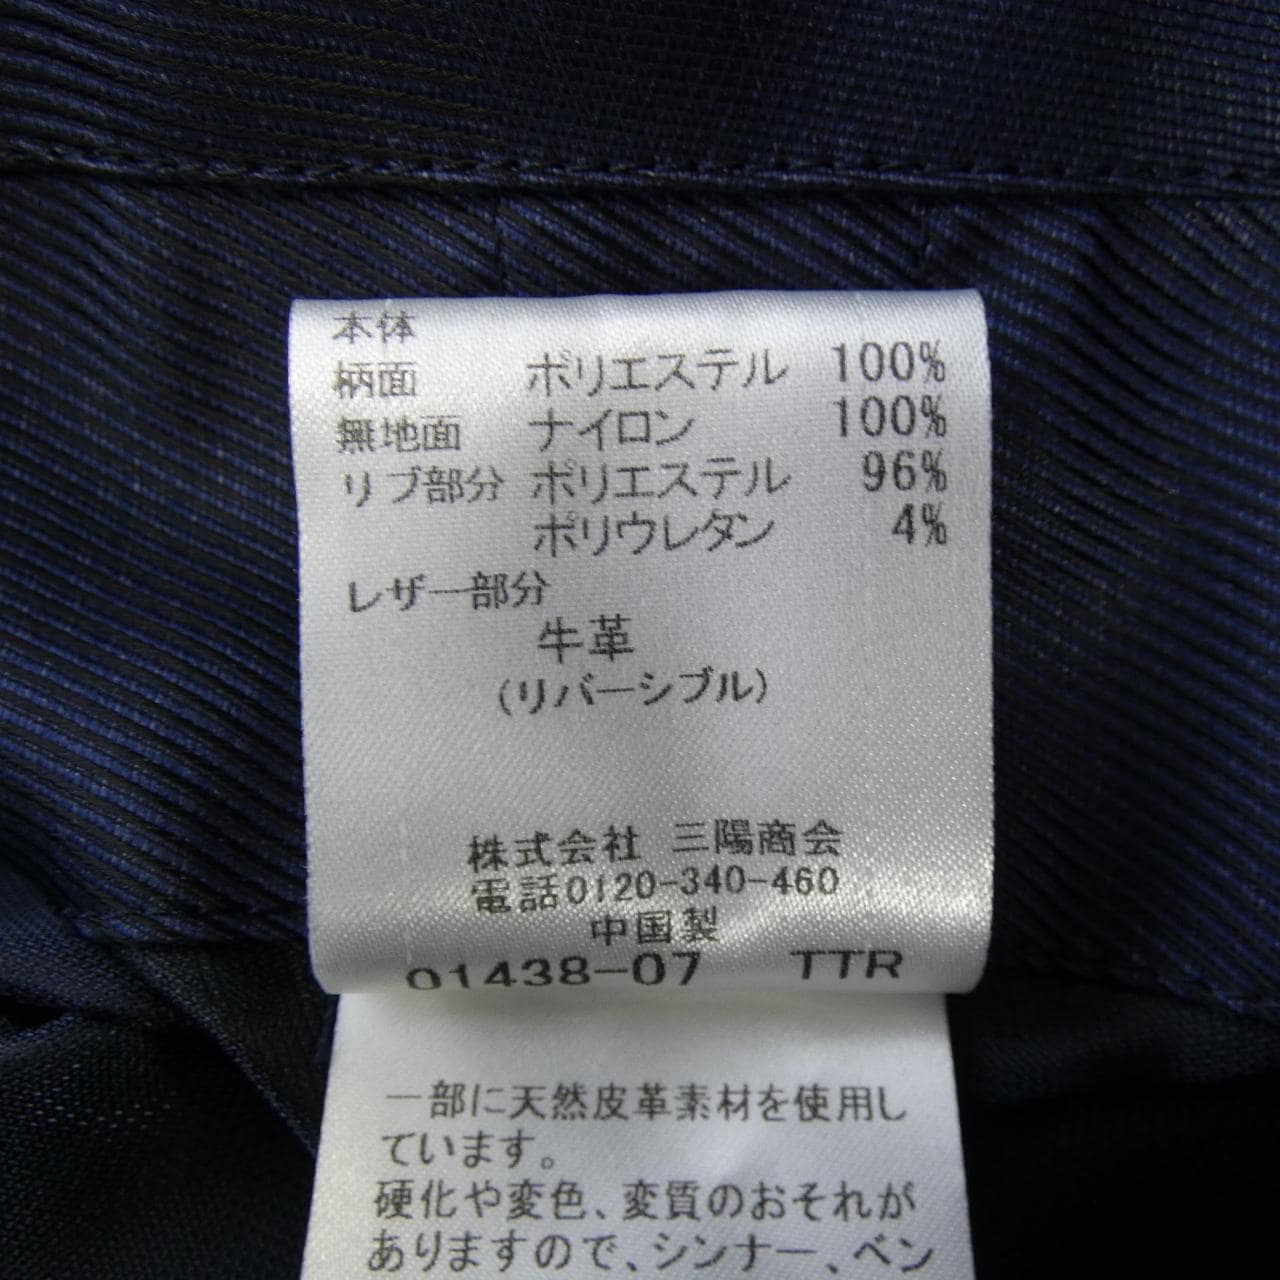 本体
柄面 ポリエステル 100%
無地面 ナイロン 100%
リブ部分 ポリエステル 96%
ポリウレタン 4%
レザー部分
牛革
(リバーシブル)
株式会社 三陽商会
電話0120-340-460
中国製
01438-07 TTR
一部に天然皮革素材を使用し
ています。
硬化や変色、変質のおそれが
ありますので、シンナー、ベン